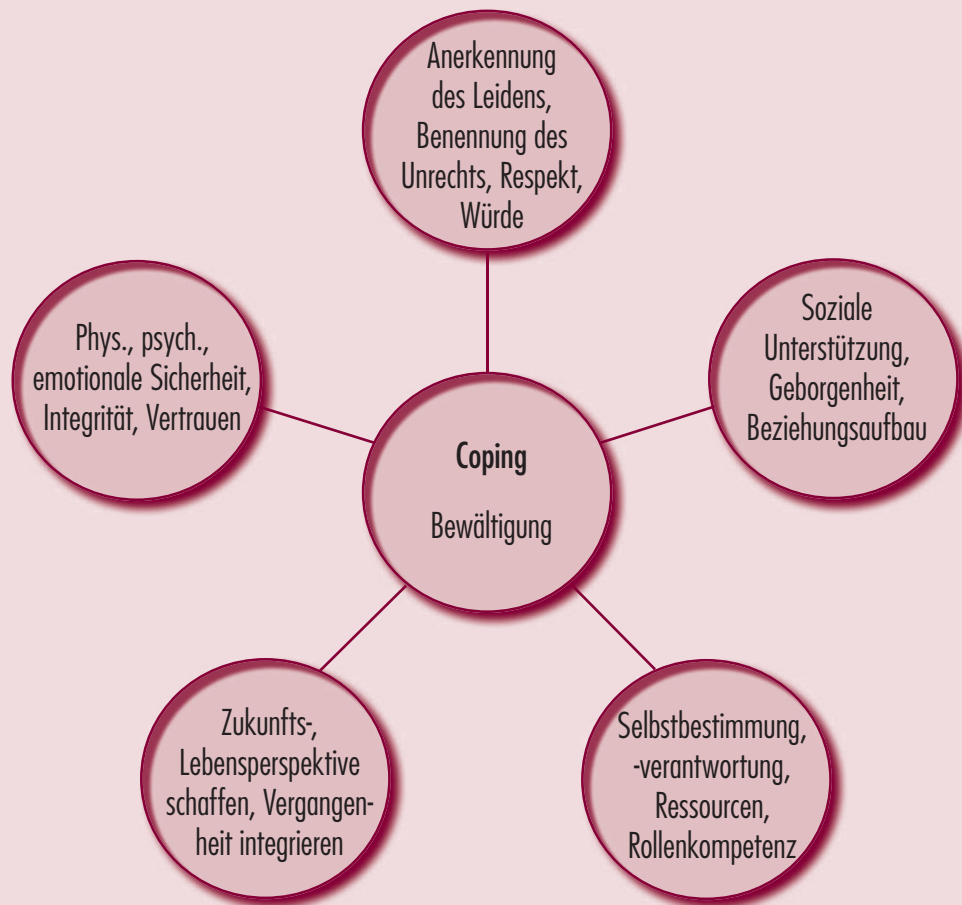 Anerkennung
des Leidens,
Benennung des
Unrechts, Respekt,
Würde
Phys., psych.,
emotionale Sicherheit,
Integrität, Vertrauen
Soziale
Unterstützung,
Geborgenheit,
Beziehungsaufbau
Coping
Bewältigung
Zukunfts-,
Lebensperspektive
schaffen, Vergangen-
heit integrieren
Selbstbestimmung,
-verantwortung,
Ressourcen,
Rollenkompetenz